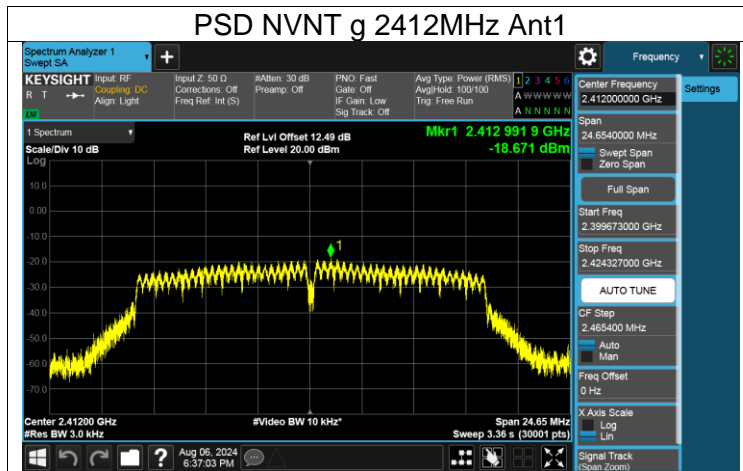 PSD NVNT g 2412MHz Ant1
Spectrum Analyzer 1
Swept SA
+
Frequency
KEYSIGHT
R T
LXI
Input: RF
Coupling: DC
Align: Light
Input Z: 50 Ω
Corrections: Off
Freq Ref: Int (S)
#Atten: 30 dB
Preamp: Off
PNO: Fast
Gate: Off
IF Gain: Low
Sig Track: Off
Avg Type: Power (RMS)
Avg|Hold: 100/100
Trig: Free Run
1 2 3 4 5 6
A W W W W W
A N N N N N
1 Spectrum
Scale/Div 10 dB
Log
Ref Lvl Offset 12.49 dB
Ref Level 20.00 dBm
Mkr1 2.412 991 9 GHz
-18.671 dBm
10.0
0.00
-10.0
-20.0
-30.0
-40.0
-50.0
-60.0
-70.0
1
Center 2.41200 GHz
#Res BW 3.0 kHz
#Video BW 10 kHz*
Span 24.65 MHz
Sweep 3.36 s (30001 pts)
Center Frequency
2.412000000 GHz
Settings
Span
24.6540000 MHz
Swept Span
Zero Span
Full Span
Start Freq
2.399673000 GHz
Stop Freq
2.424327000 GHz
AUTO TUNE
CF Step
2.465400 MHz
Auto
Man
Freq Offset
0 Hz
X Axis Scale
Log
Lin
Signal Track
(Span Zoom)
?
Aug 06, 2024
6:37:03 PM